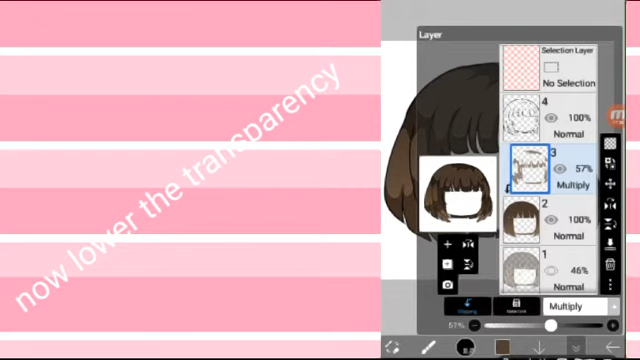 now lower the transparency
Layer
Selection Layer
No Selection
4
100%
Normal
3
57%
Multiply
2
100%
Normal
1
46%
Normal
Clipping
Multiply
57%